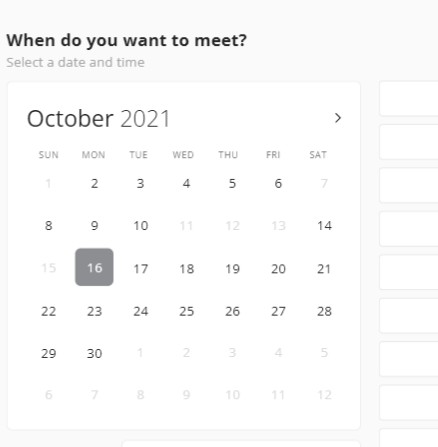 When do you want to meet?
Select a date and time
October 2021
SUN MON TUE WED THU FRI SAT
1 2 3 4 5 6 7
8 9 10 11 12 13 14
15 16 17 18 19 20 21
22 23 24 25 26 27 28
29 30 1 2 3 4 5
6 7 8 9 10 11 12